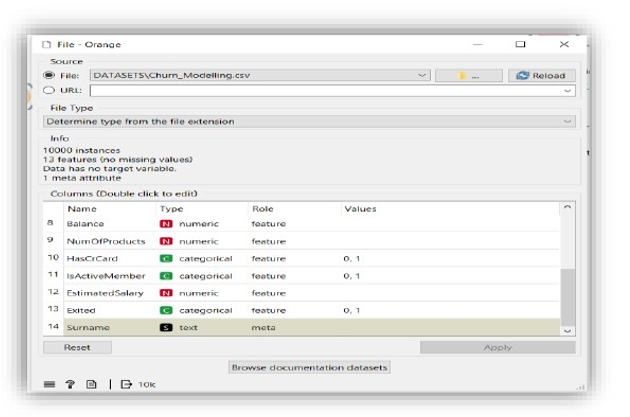 File - Orange
Source
File: DATASETS\Churn_Modelling.csv ... Reload
URL:
File Type
Determine type from the file extension
Info
10000 instances
13 features (no missing values)
Data has no target variable.
1 meta attribute
Columns (Double click to edit)
Name Type Role Values
8 Balance N numeric feature
9 NumOfProducts N numeric feature
10 HasCrCard C categorical feature 0, 1
11 IsActiveMember C categorical feature 0, 1
12 EstimatedSalary N numeric feature
13 Exited C categorical feature 0, 1
14 Surname S text meta
Reset Apply
Browse documentation datasets
? 10k